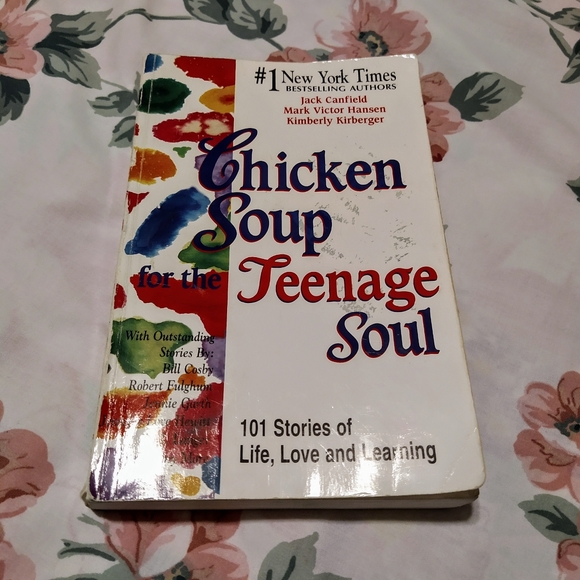 #1 New York Times
BESTSELLING AUTHORS
Jack Canfield
Mark Victor Hansen
Kimberly Kirberger
Chicken
Soup
for the Teenage
Soul
With Outstanding
Stories By:
Bill Cosby
Robert Fulghum
101 Stories of
Life, Love and Learning